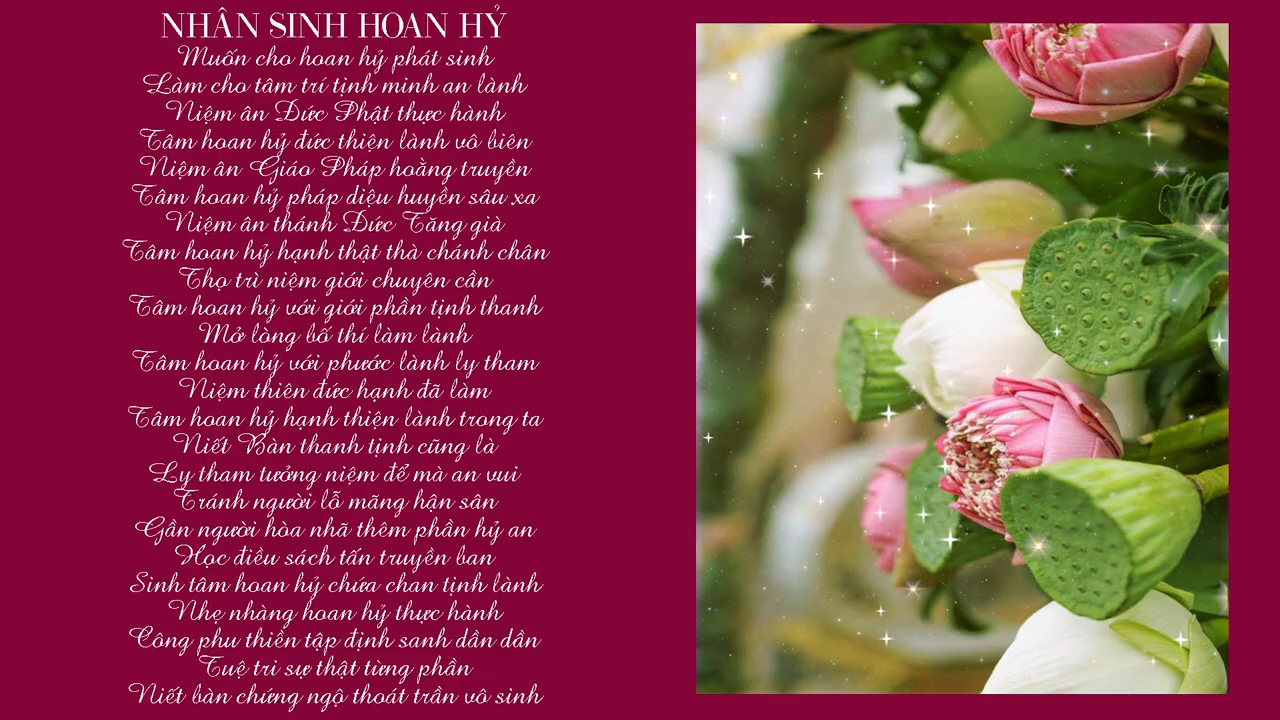 NHÂN SINH HOAN HỶ
Muốn cho hoan hỷ phát sinh
Làm cho tâm trí tịnh minh an lành
Niệm ân Đức Phật thực hành
Tâm hoan hỷ đức thiện lành vô biên
Niệm ân Giáo Pháp hoằng truyền
Tâm hoan hỷ pháp diệu huyền sâu xa
Niệm ân thánh Đức Tăng già
Tâm hoan hỷ hạnh thật thà chánh chân
Thọ trì niệm giới chuyên cần
Tâm hoan hỷ với giới phần tịnh thanh
Mở lòng bố thí làm lành
Tâm hoan hỷ với phước lành ly tham
Niệm thiên đức hạnh đã làm
Tâm hoan hỷ hạnh thiện lành trong ta
Niết Bàn thanh tịnh cũng là
Ly tham tưởng niệm để mà an vui
Tránh người lỗ mãng hận sân
Gần người hòa nhã thêm phần hỷ an
Học điều sách tấn truyền ban
Sinh tâm hoan hỷ chứa chan tịnh lành
Nhẹ nhàng hoan hỷ thực hành
Công phu thiền tập định sanh dần dần
Tuệ tri sự thật từng phần
Niết bàn chứng ngộ thoát trần vô sinh